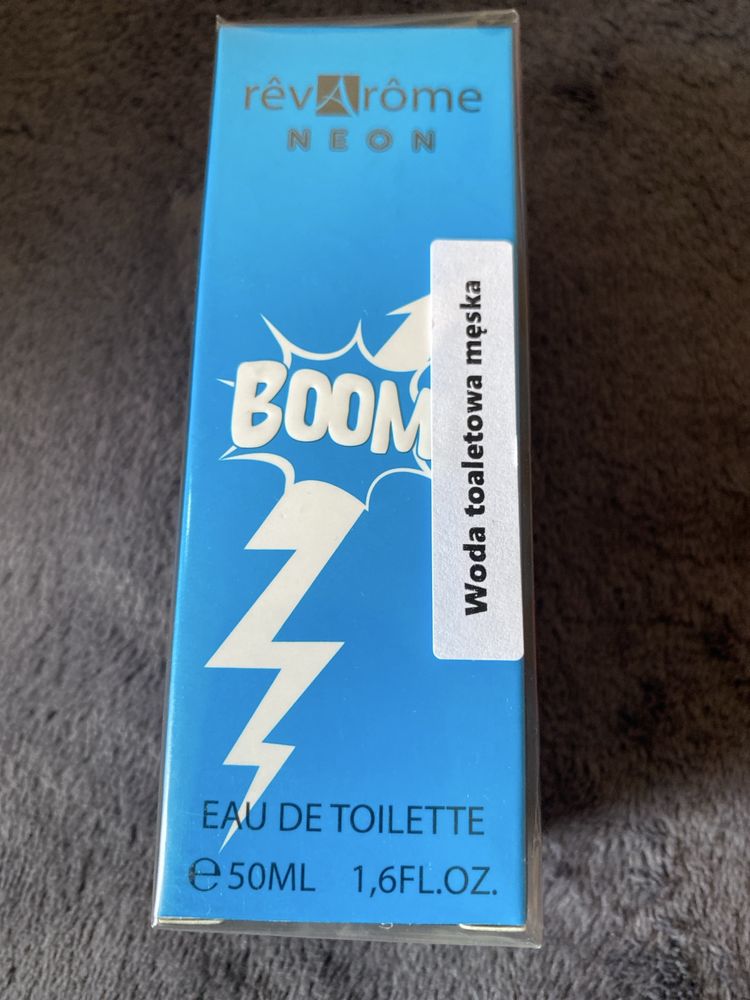 rêvArôme
NEON
BOOM
Woda toaletowa męska
EAU DE TOILETTE
℮50ML 1,6FL.OZ.